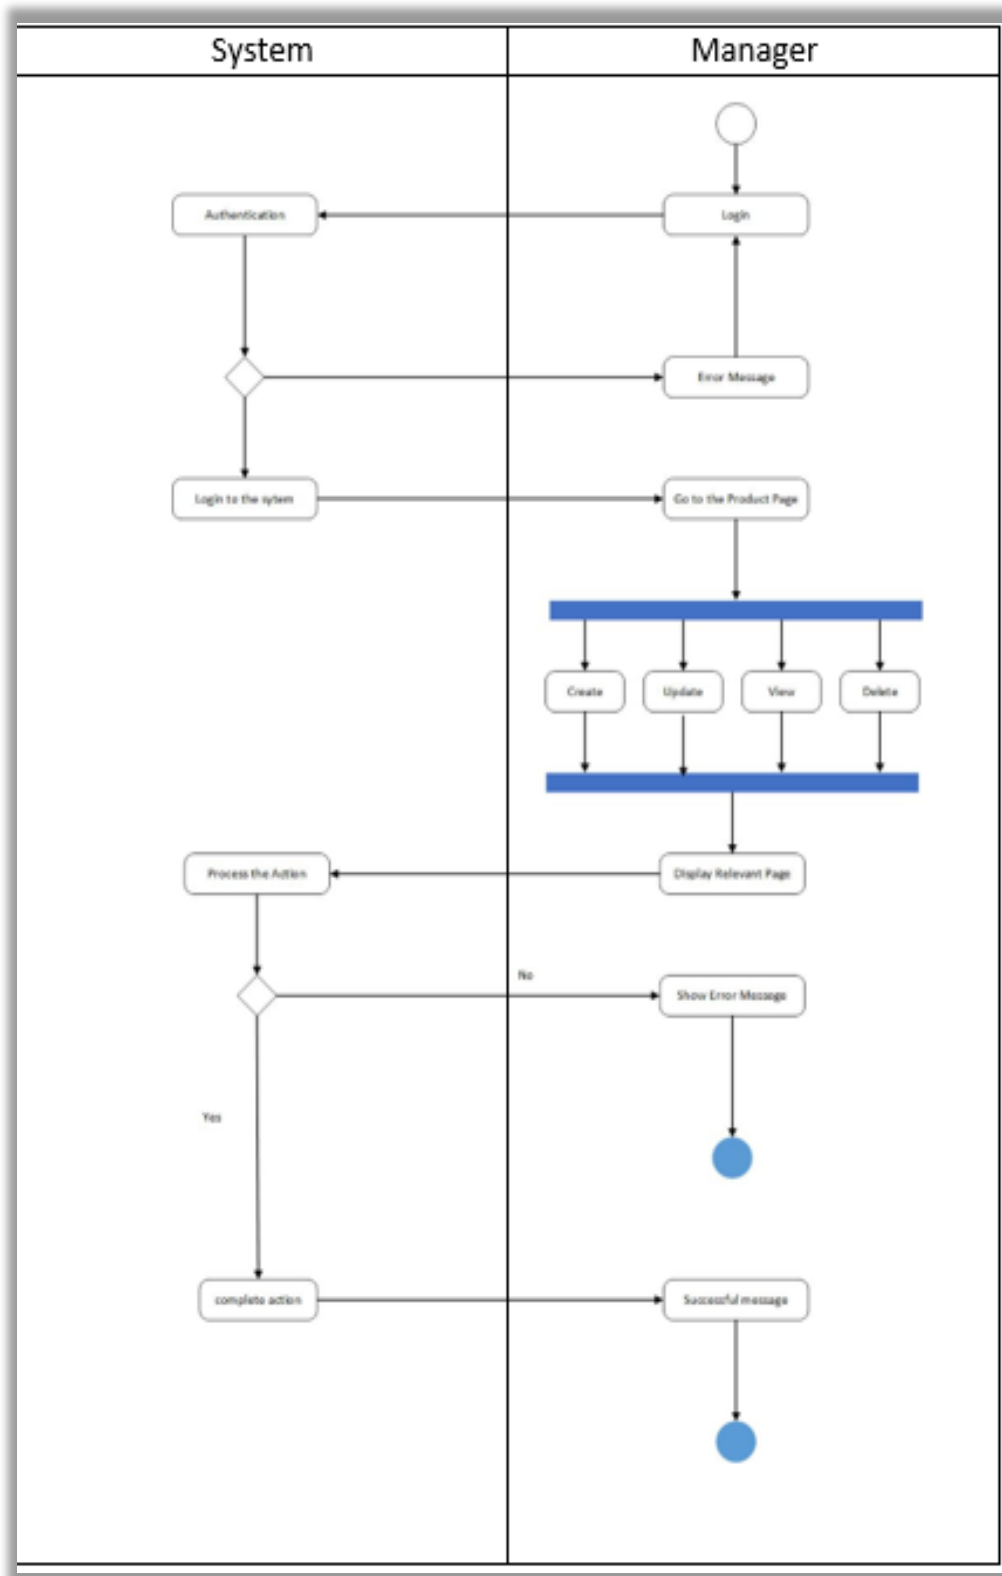 System
Manager
Authentication
Login
Error Message
Login to the sytem
Go to the Product Page
Create
Update
View
Delete
Process the Action
Display Relevant Page
No
Show Error Message
Yes
complete action
Successful message